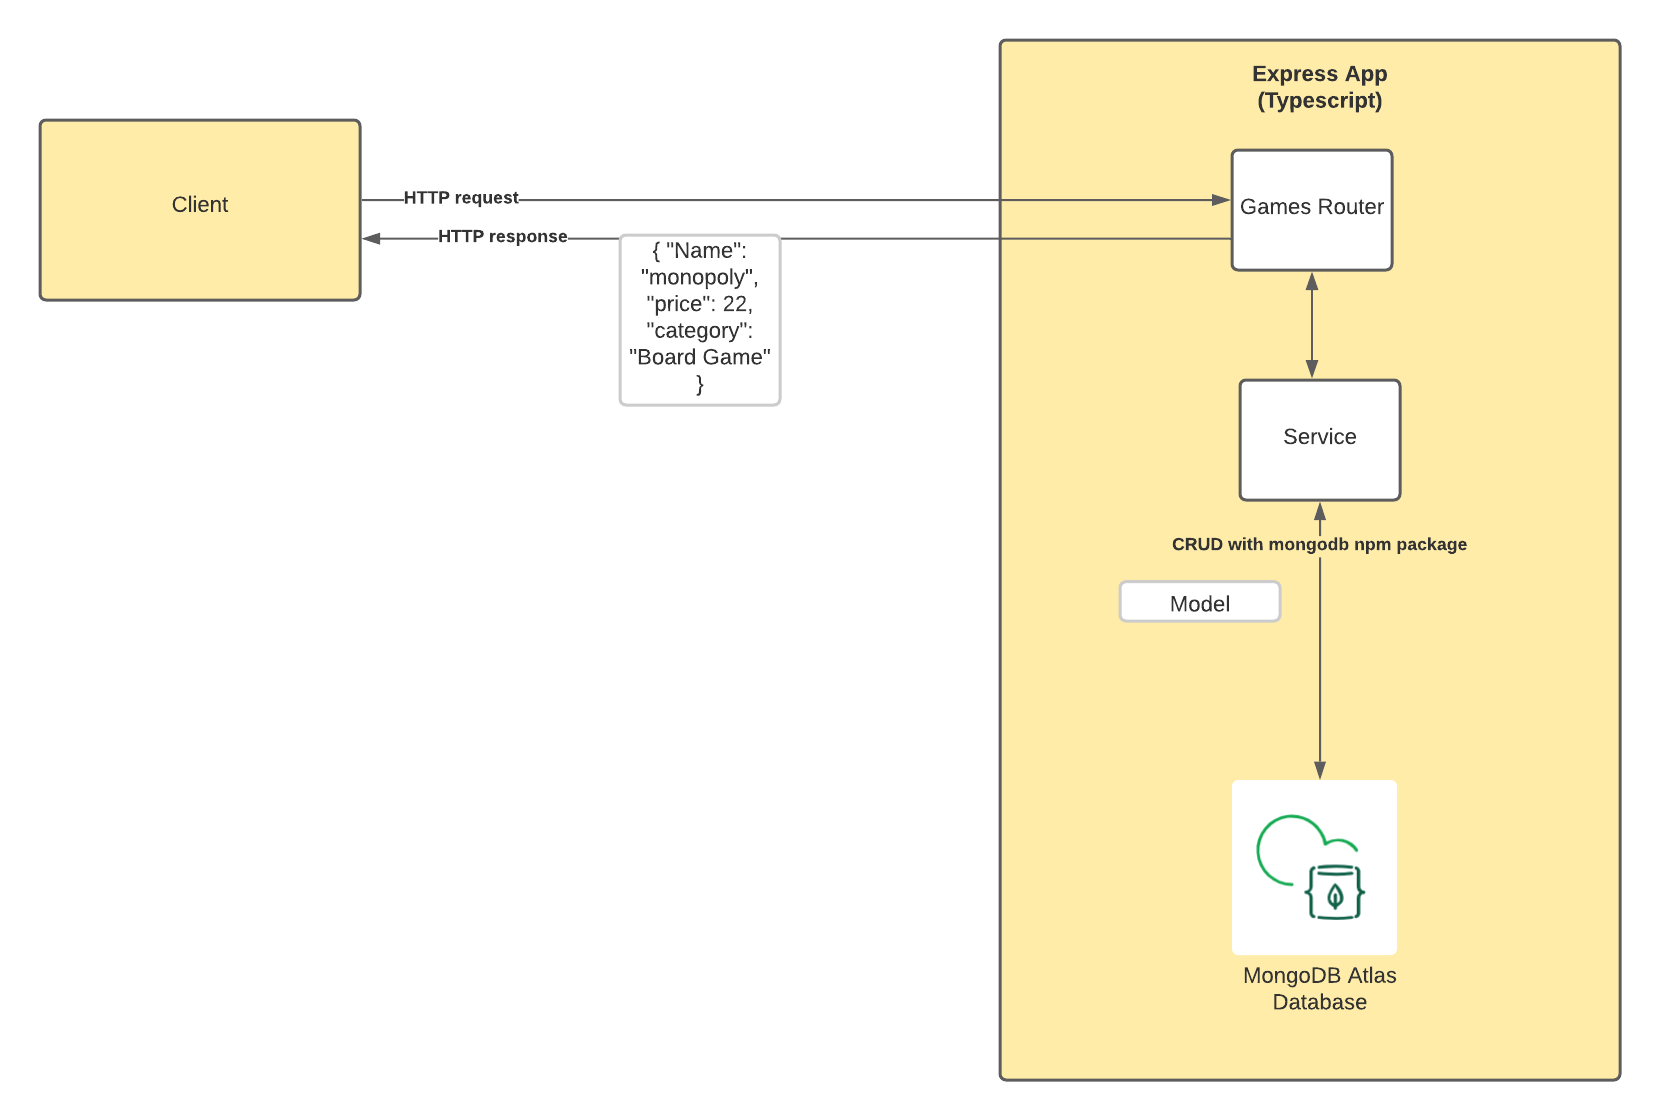 Express App
(Typescript)
Client
HTTP request
Games Router
HTTP response
{ "Name":
"monopoly",
"price": 22,
"category":
"Board Game"
}
Service
CRUD with mongodb npm package
Model
MongoDB Atlas
Database